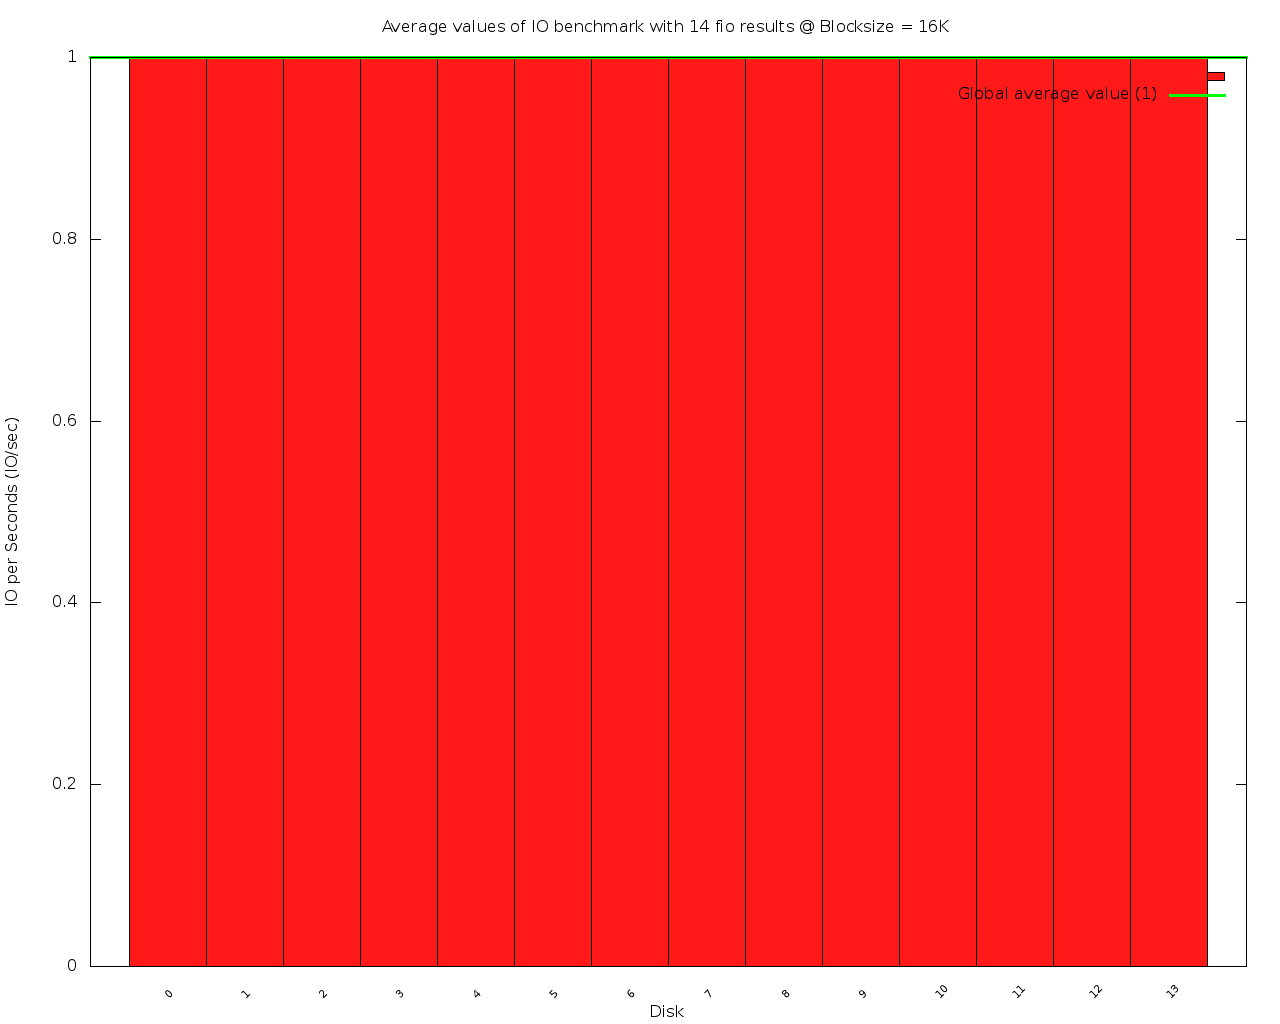 Average values of IO benchmark with 14 fio results @ Blocksize = 16K
1
Global average value (1)
0.8
0.6
0.4
0.2
0
IO per Seconds (IO/sec)
0 1 2 3 4 5 6 7 8 9 10 11 12 13
Disk